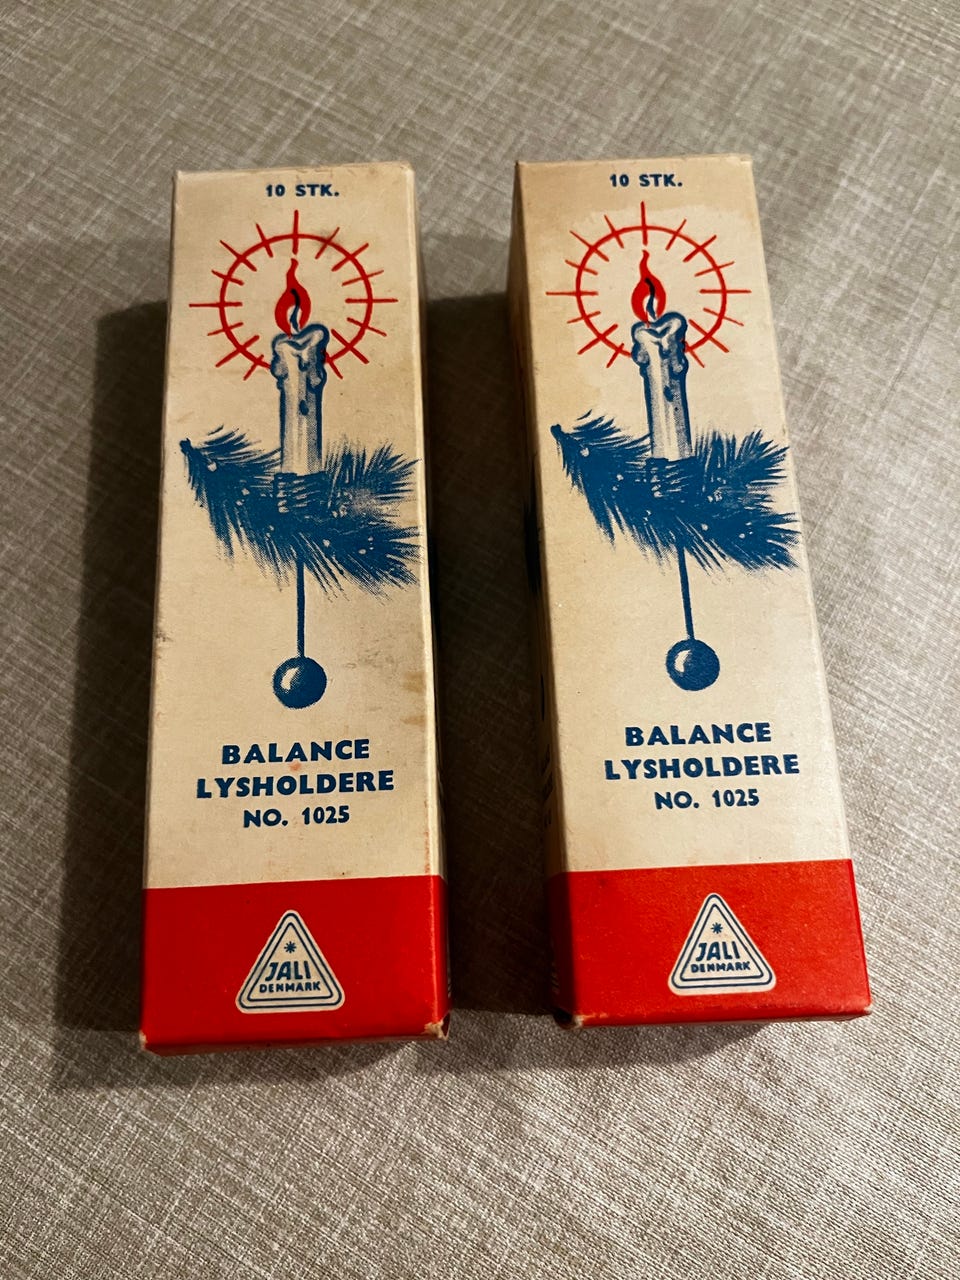 10 STK.
BALANCE
LYSHOLDERE
NO. 1025
JALI
DENMARK
10 STK.
BALANCE
LYSHOLDERE
NO. 1025
JALI
DENMARK